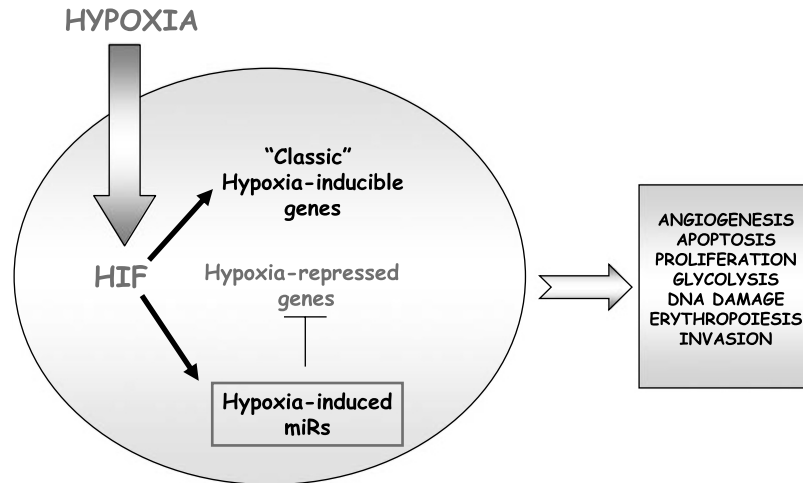 HYPOXIA
“Classic”
Hypoxia-inducible
genes
HIF
Hypoxia-repressed
genes
Hypoxia-induced
miRs
ANGIOGENESIS
APOPTOSIS
PROLIFERATION
GLYCOLYSIS
DNA DAMAGE
ERYTHROPOIESIS
INVASION